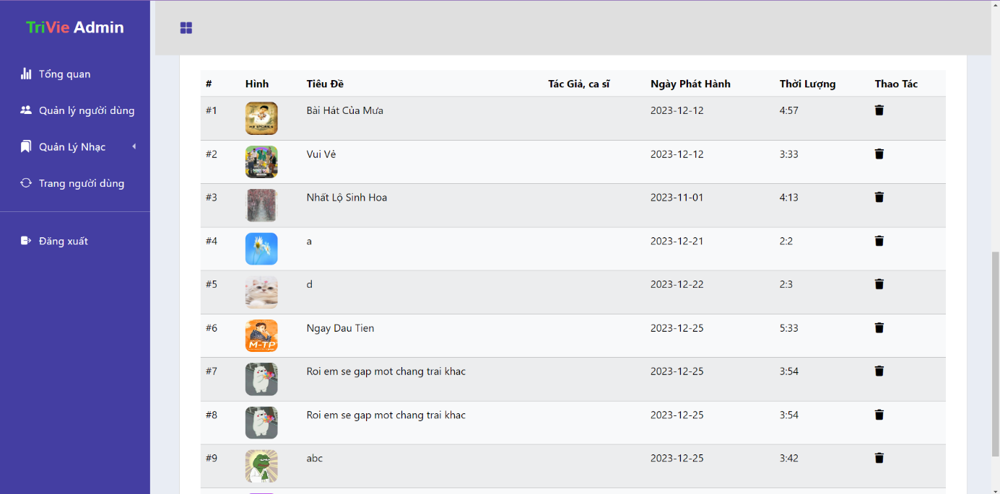 TriVie Admin
Tổng quan
Quản lý người dùng
Quản Lý Nhạc
Trang người dùng
Đăng xuất
# Hình Tiêu Đề Tác Giả, ca sĩ Ngày Phát Hành Thời Lượng Thao Tác
#1 Bài Hát Của Mưa 2023-12-12 4:57
#2 Vui Vẻ 2023-12-12 3:33
#3 Nhất Lộ Sinh Hoa 2023-11-01 4:13
#4 a 2023-12-21 2:2
#5 d 2023-12-22 2:3
#6 M-TP Ngay Dau Tien 2023-12-25 5:33
#7 Roi em se gap mot chang trai khac 2023-12-25 3:54
#8 Roi em se gap mot chang trai khac 2023-12-25 3:54
#9 abc 2023-12-25 3:42